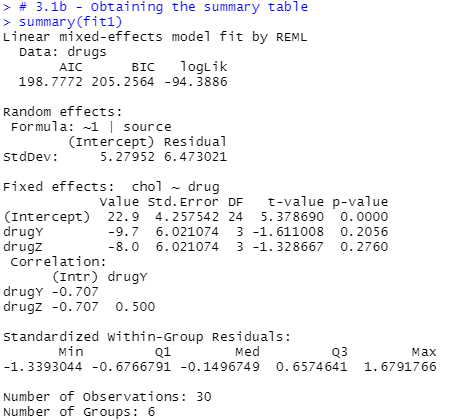 > # 3.1b - Obtaining the summary table
> summary(fit1)
Linear mixed-effects model fit by REML
  Data: drugs
       AIC      BIC    logLik
  198.7772 205.2564 -94.3886

Random effects:
 Formula: ~1 | source
        (Intercept) Residual
StdDev:     5.27952 6.473021

Fixed effects:  chol ~ drug
            Value Std.Error DF   t-value p-value
(Intercept)  22.9  4.257542 24  5.378690  0.0000
drugY        -9.7  6.021074  3 -1.611008  0.2056
drugZ        -8.0  6.021074  3 -1.328667  0.2760
 Correlation:
      (Intr) drugY
drugY -0.707
drugZ -0.707  0.500

Standardized Within-Group Residuals:
       Min         Q1        Med         Q3        Max
-1.3393044 -0.6766791 -0.1496749  0.6574641  1.6791766

Number of Observations: 30
Number of Groups: 6